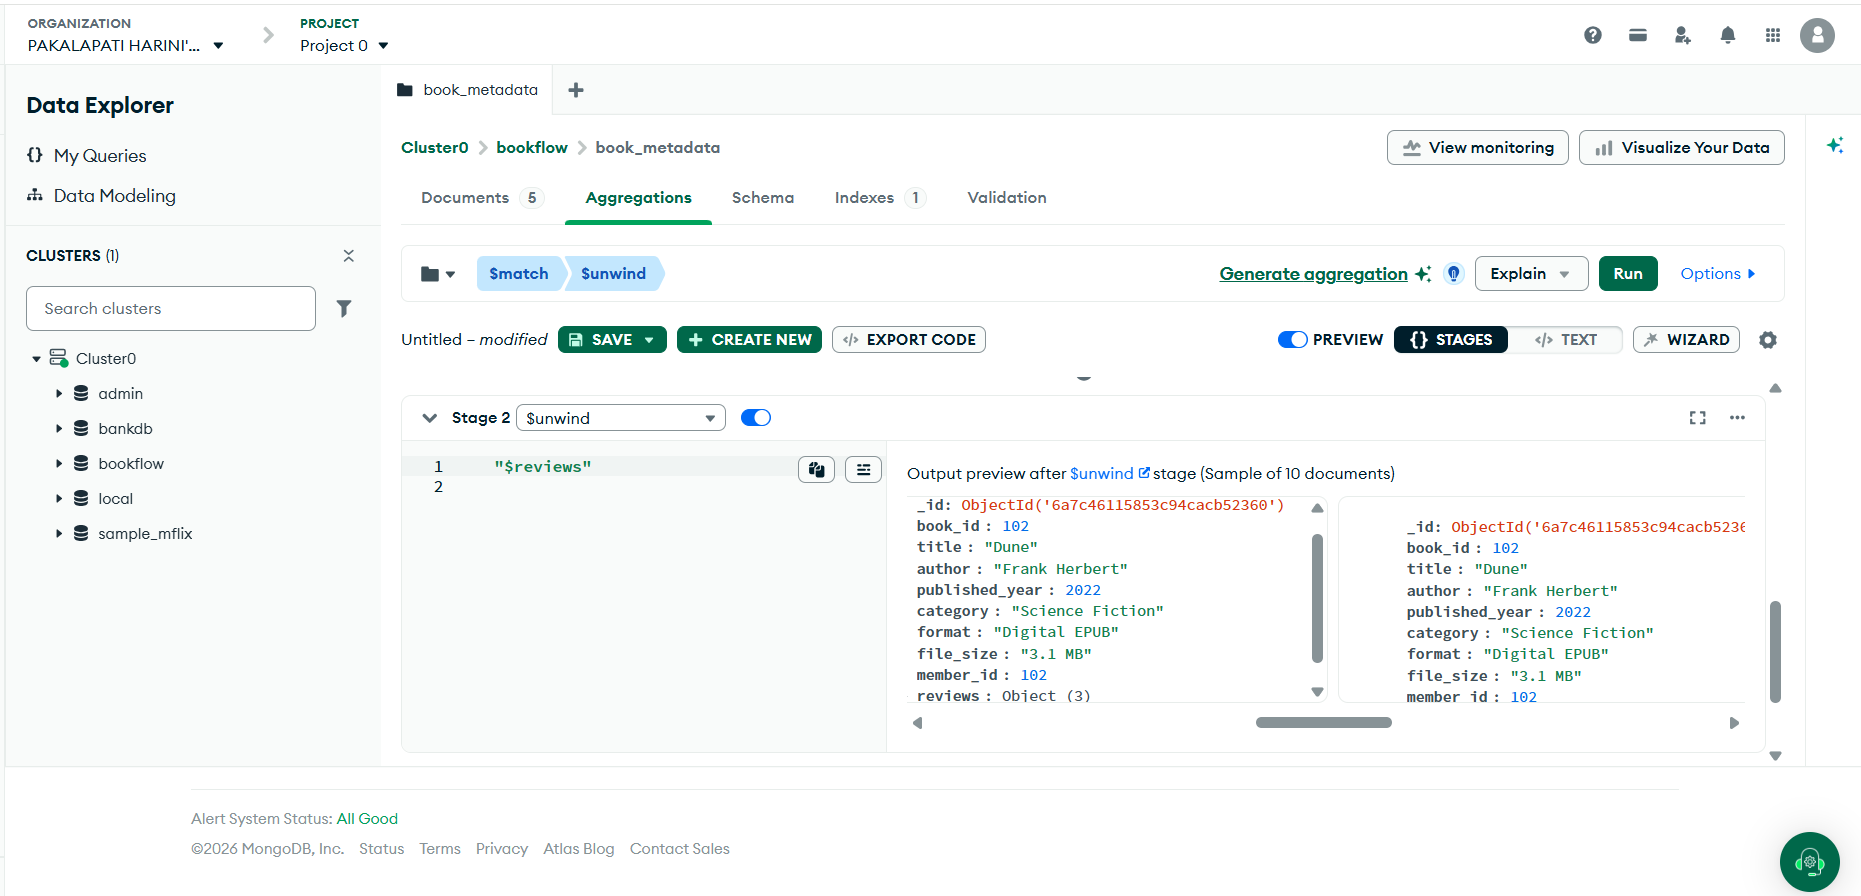 ORGANIZATION
PAKALAPATI HARINI'...
PROJECT
Project 0
Data Explorer
My Queries
Data Modeling
CLUSTERS (1)
Search clusters
Cluster0
admin
bankdb
bookflow
local
sample_mflix
book_metadata
Cluster0 > bookflow > book_metadata
View monitoring
Visualize Your Data
Documents 5
Aggregations
Schema
Indexes 1
Validation
$match
$unwind
Generate aggregation
Explain
Run
Options
Untitled – modified
SAVE
CREATE NEW
</> EXPORT CODE
PREVIEW
{} STAGES
</> TEXT
WIZARD
Stage 2
$unwind
1 "$reviews"
2
Output preview after $unwind stage (Sample of 10 documents)
_id: ObjectId('6a7c46115853c94cacb52360')
book_id : 102
title : "Dune"
author : "Frank Herbert"
published_year : 2022
category : "Science Fiction"
format : "Digital EPUB"
file_size : "3.1 MB"
member_id : 102
reviews : Object (3)
_id: ObjectId('6a7c46115853c94cacb5236
book_id : 102
title : "Dune"
author : "Frank Herbert"
published_year : 2022
category : "Science Fiction"
format : "Digital EPUB"
file_size : "3.1 MB"
member_id : 102
Alert System Status: All Good
©2026 MongoDB, Inc.
Status
Terms
Privacy
Atlas Blog
Contact Sales